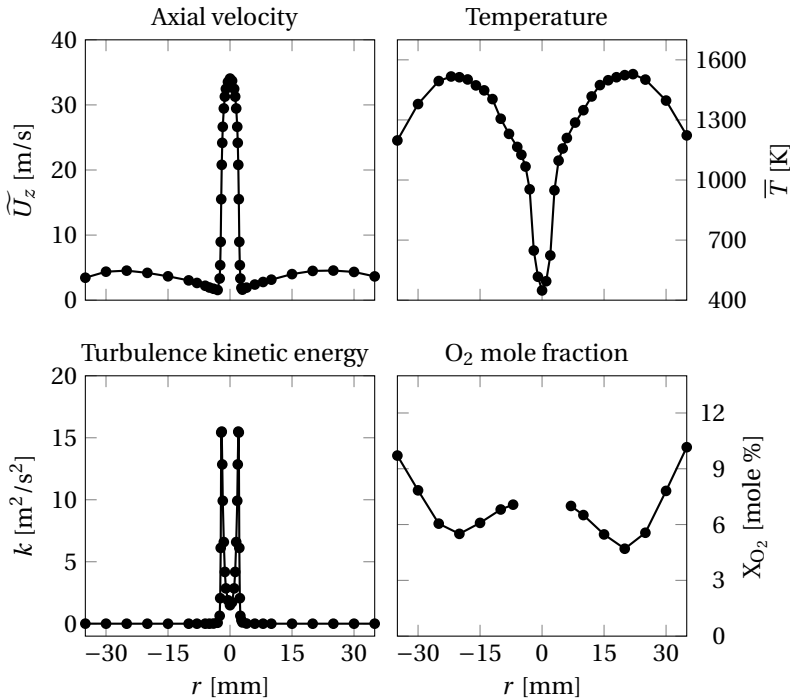 Axial velocity
Temperature
40
30
20
10
0
Ũ_z [m/s]
1600
1300
1000
700
400
T̅ [K]
Turbulence kinetic energy
O₂ mole fraction
20
15
10
5
0
k [m²/s²]
12
9
6
3
0
X_O₂ [mole %]
−30 −15 0 15 30
−30 −15 0 15 30
r [mm]
r [mm]